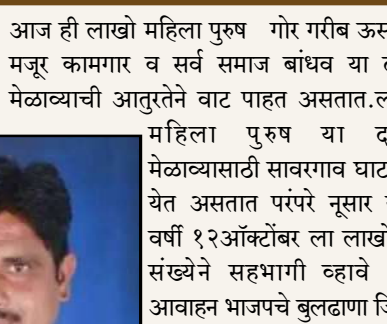 आज ही लाखो महिला पुरुष गोर गरीब ऊस
मजूर कामगार व सर्व समाज बांधव या
मेळाव्याची आतुरतेने वाट पाहत असतात.
महिला पुरुष या
मेळाव्यासाठी सावरगाव घाट
येत असतात परंपरे नूसार
वर्षी १२ऑक्टोंबर ला लाखो
संख्येने सहभागी व्हावे
आवाहन भाजपचे बुलढाणा